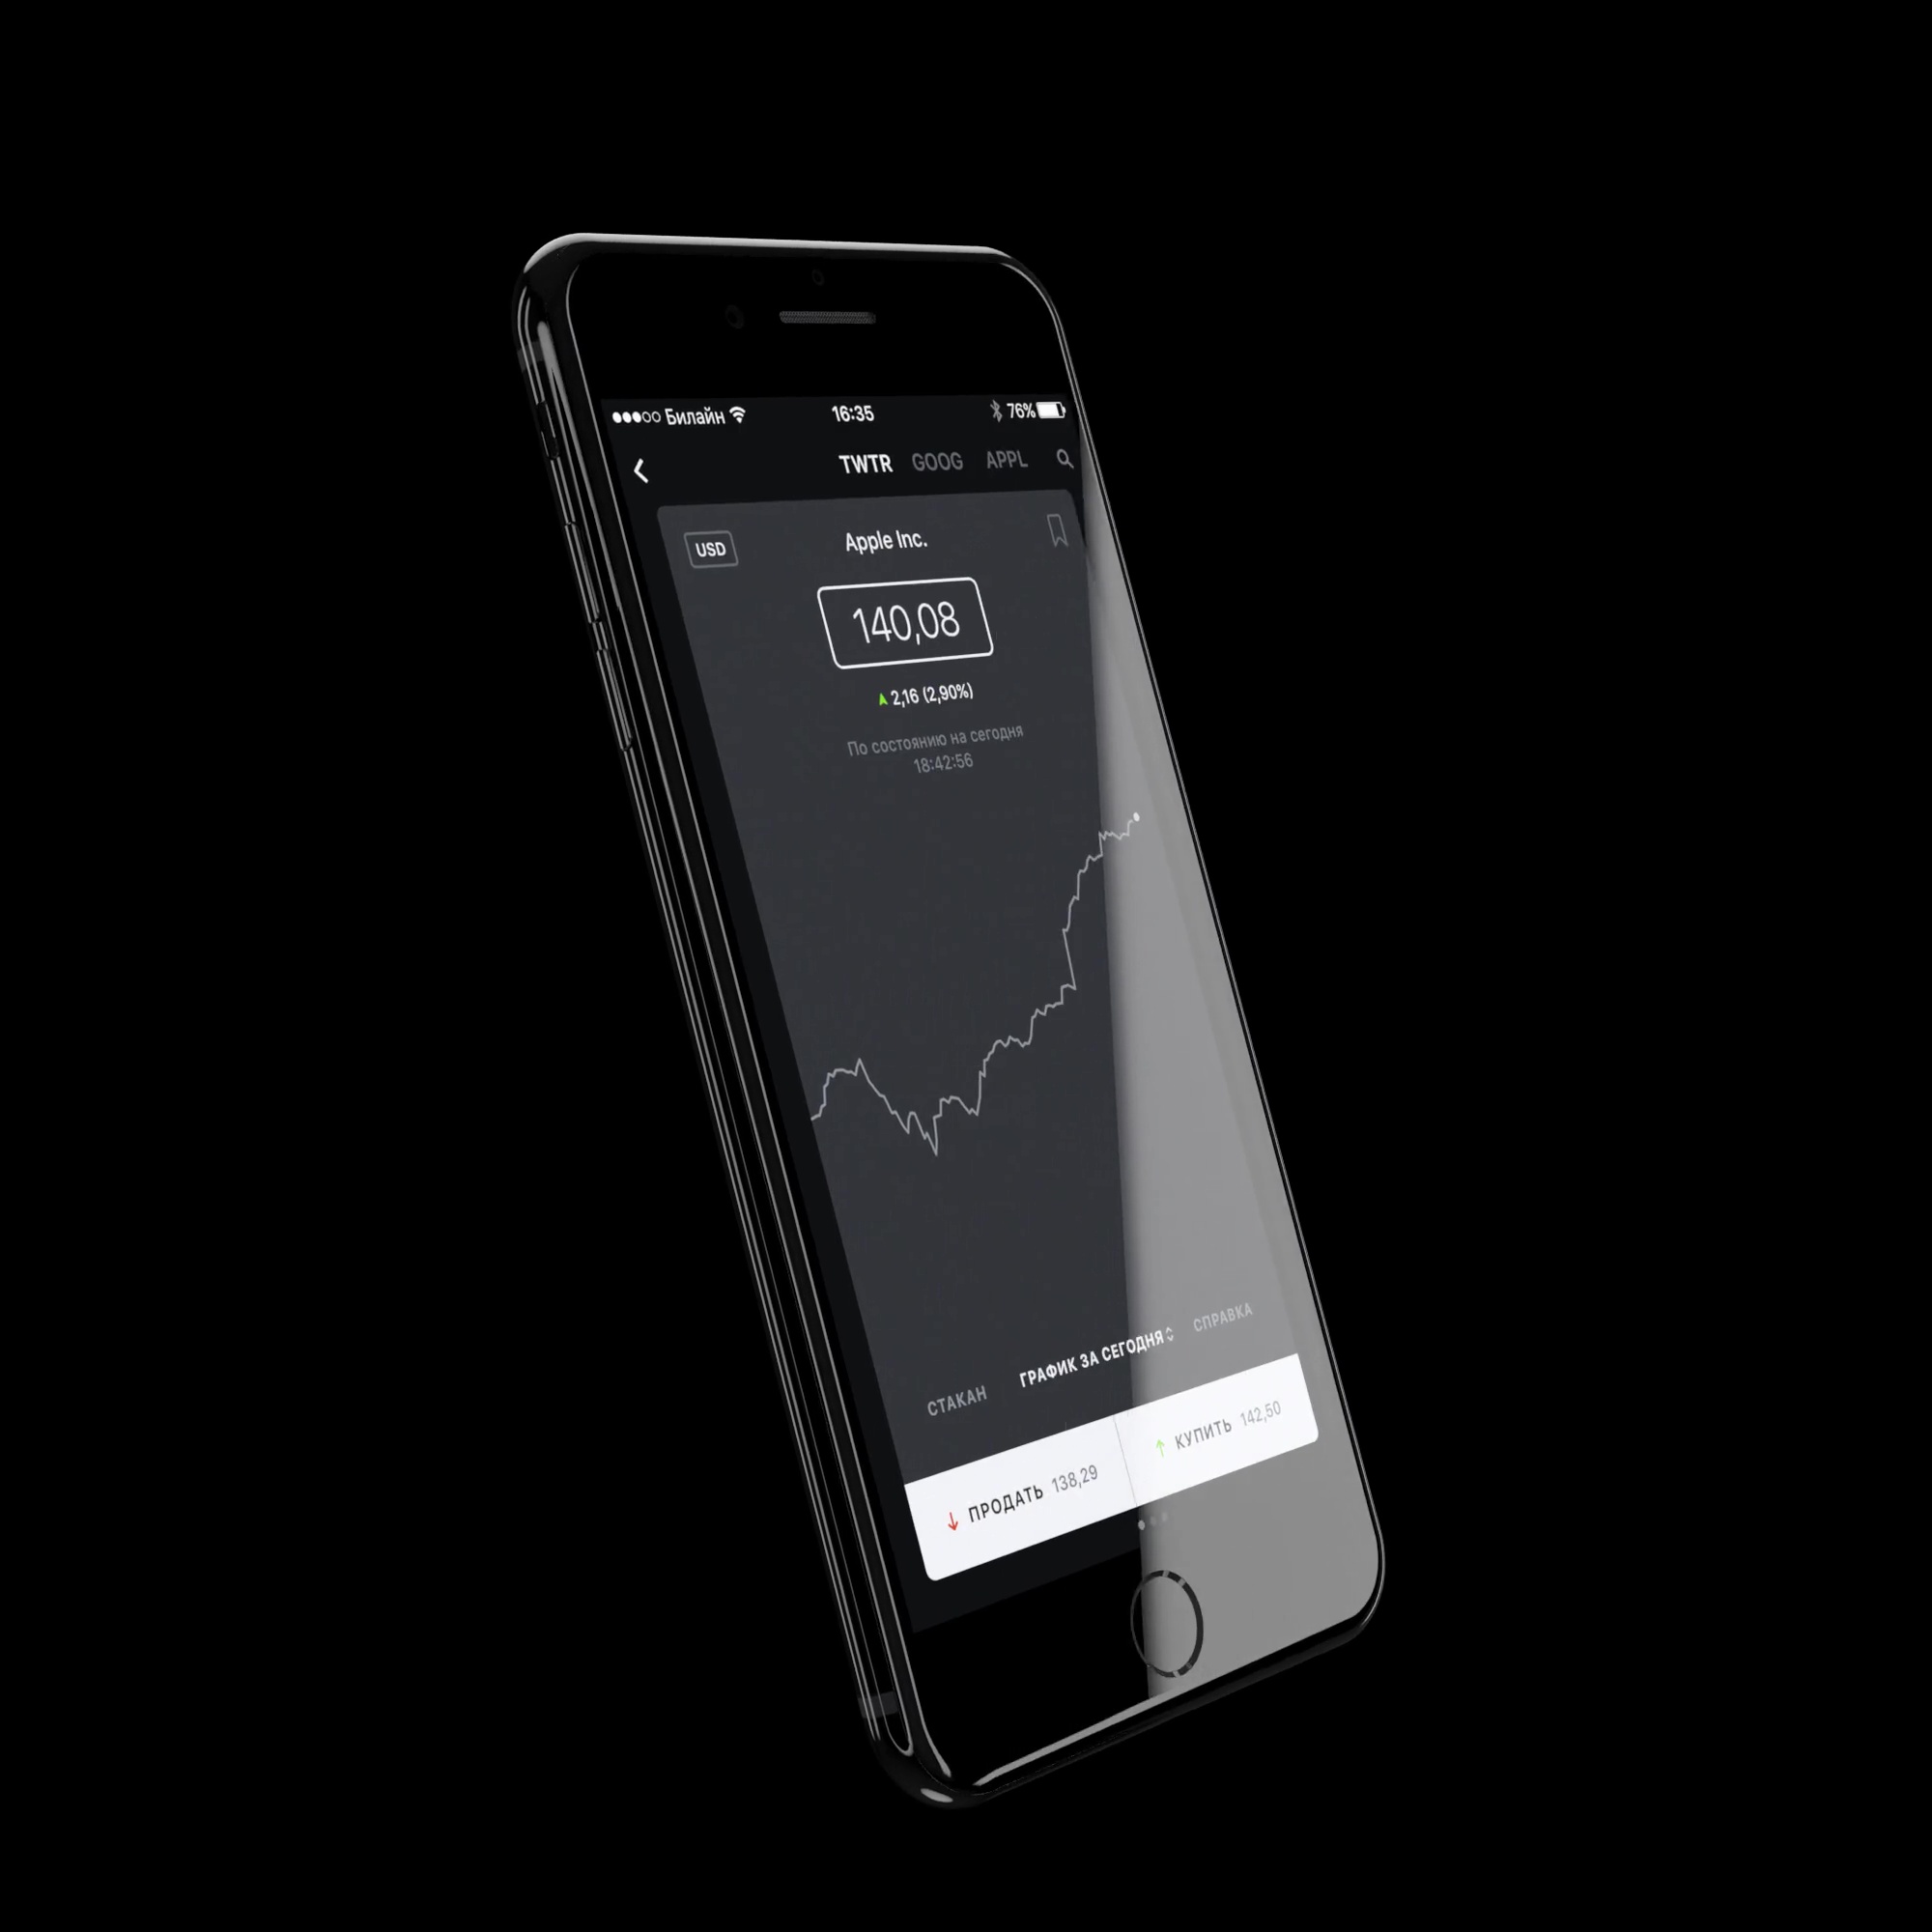 Билайн 16:35 76%
TWTR GOOG APPL
USD Apple Inc.
140,08
2,16 (2,90%)
По состоянию на сегодня
18:42:56
СТАКАН ГРАФИК ЗА СЕГОДНЯ СПРАВКА
ПРОДАТЬ 138,29 КУПИТЬ 142,50